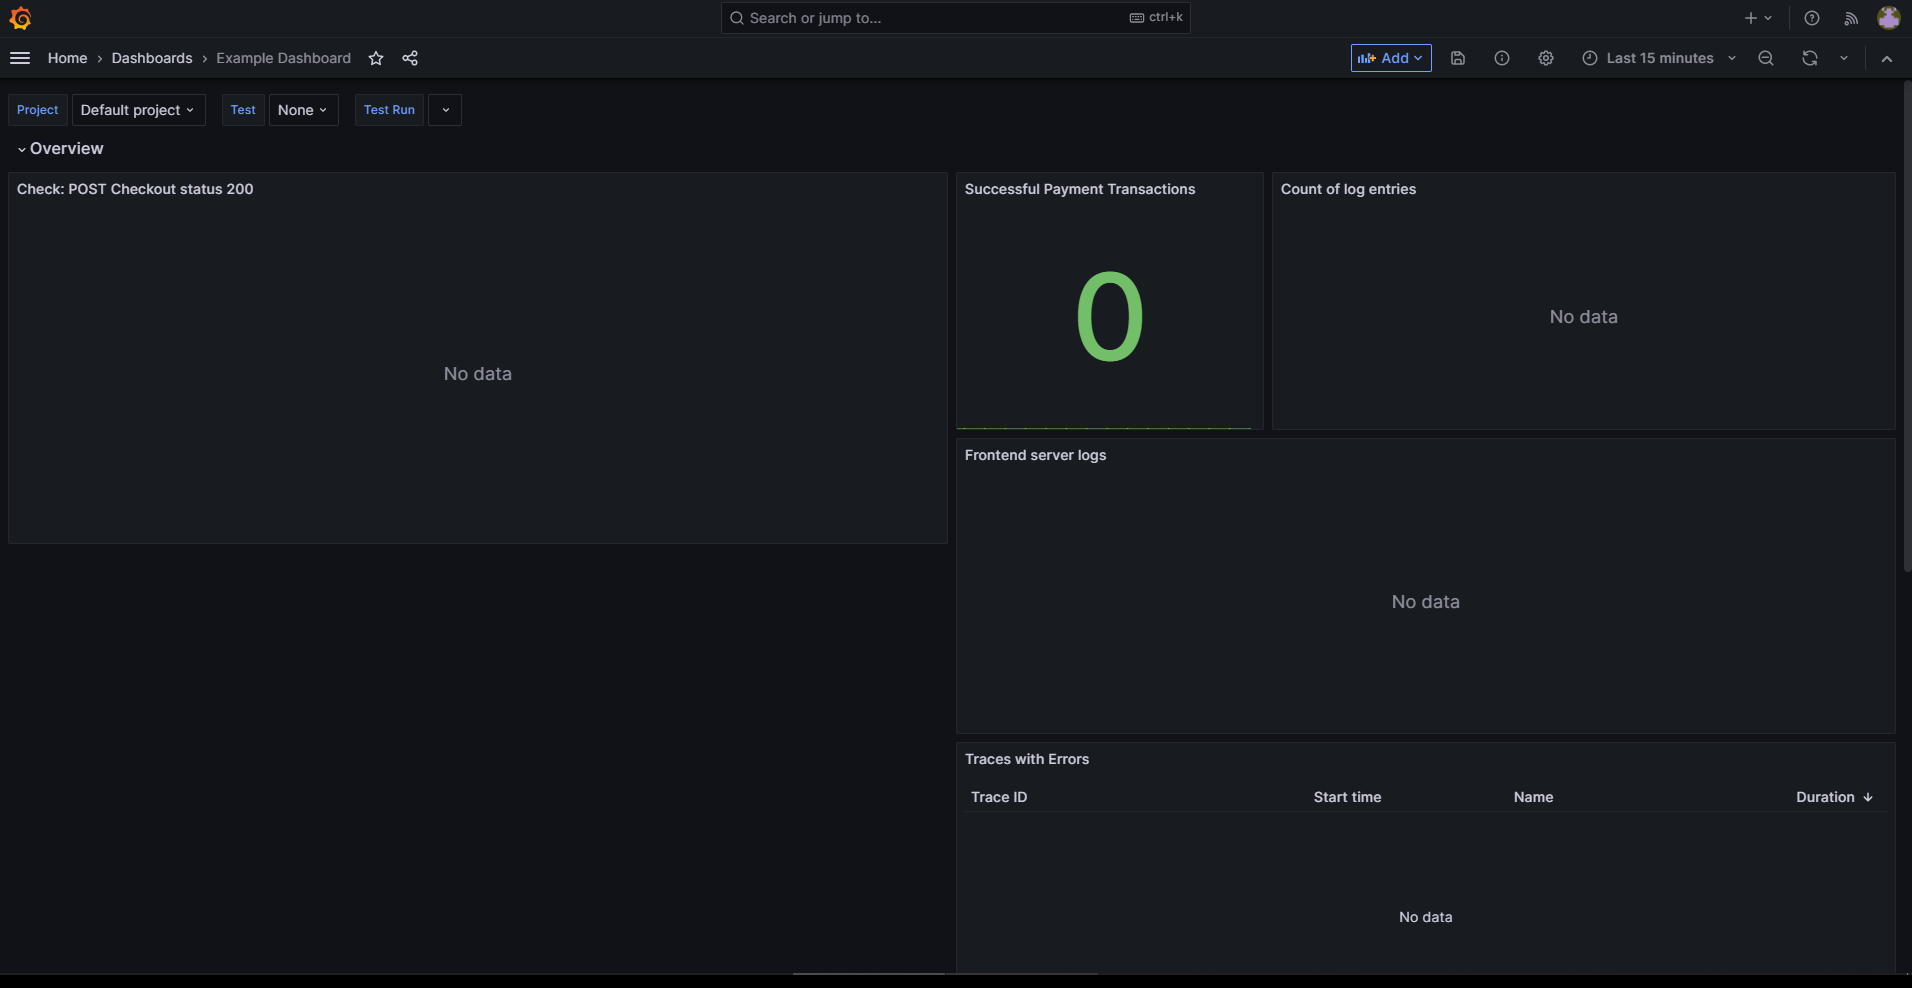 Search or jump to...
ctrl+k
Home
Dashboards
Example Dashboard
Add
Last 15 minutes
Project
Default project
Test
None
Test Run
Overview
Check: POST Checkout status 200
No data
Successful Payment Transactions
0
Count of log entries
No data
Frontend server logs
No data
Traces with Errors
Trace ID
Start time
Name
Duration
No data